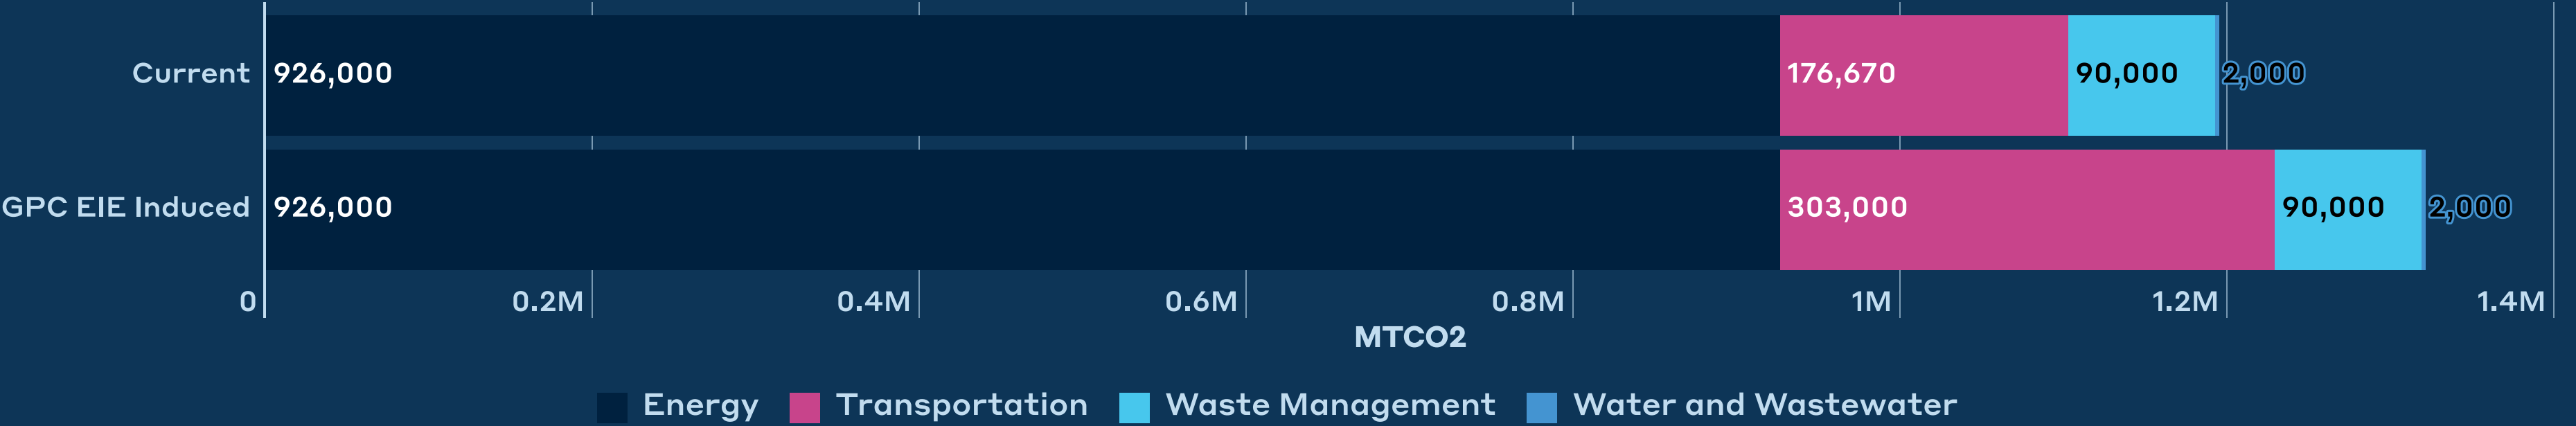 Current 926,000 176,670 90,000 2,000
GPC EIE Induced 926,000 303,000 90,000 2,000
0 0.2M 0.4M 0.6M 0.8M 1M 1.2M 1.4M
MTCO2
Energy Transportation Waste Management Water and Wastewater